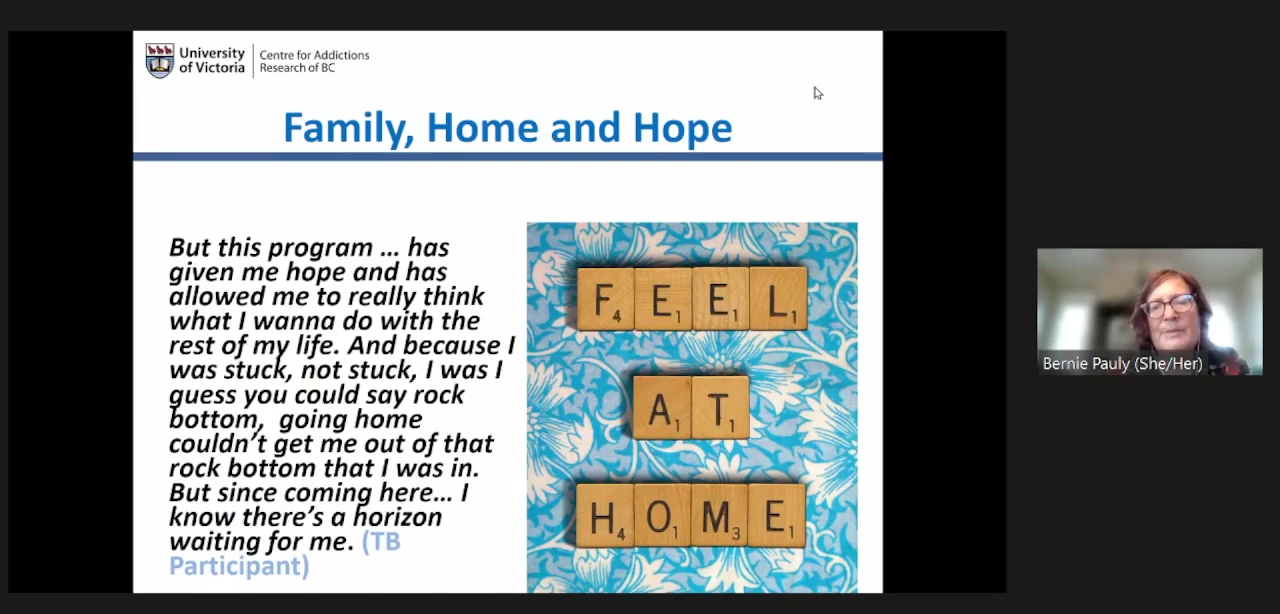 University
of Victoria
Centre for Addictions
Research of BC
Family, Home and Hope
But this program ... has
given me hope and has
allowed me to really think
what I wanna do with the
rest of my life. And because I
was stuck, not stuck, I was I
guess you could say rock
bottom,  going home
couldn't get me out of that
rock bottom that I was in.
But since coming here... I
know there's a horizon
waiting for me. (TB
Participant)
F4 E1 E1 L1
A1 T1
H4 O1 M3 E1
Bernie Pauly (She/Her)